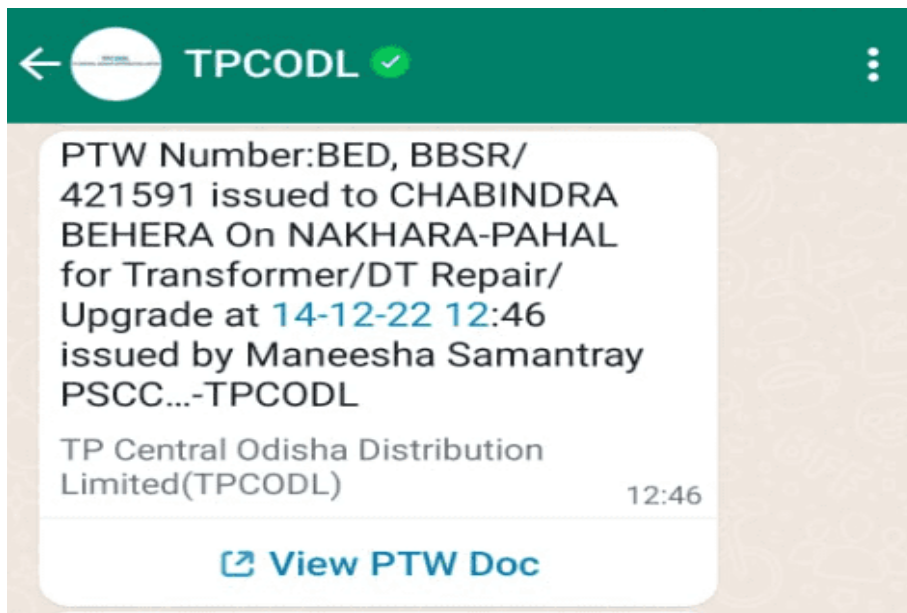 TPCODL
PTW Number:BED, BBSR/
421591 issued to CHABINDRA
BEHERA On NAKHARA-PAHAL
for Transformer/DT Repair/
Upgrade at 14-12-22 12:46
issued by Maneesha Samantray
PSCC...-TPCODL
TP Central Odisha Distribution
Limited(TPCODL)
12:46
View PTW Doc